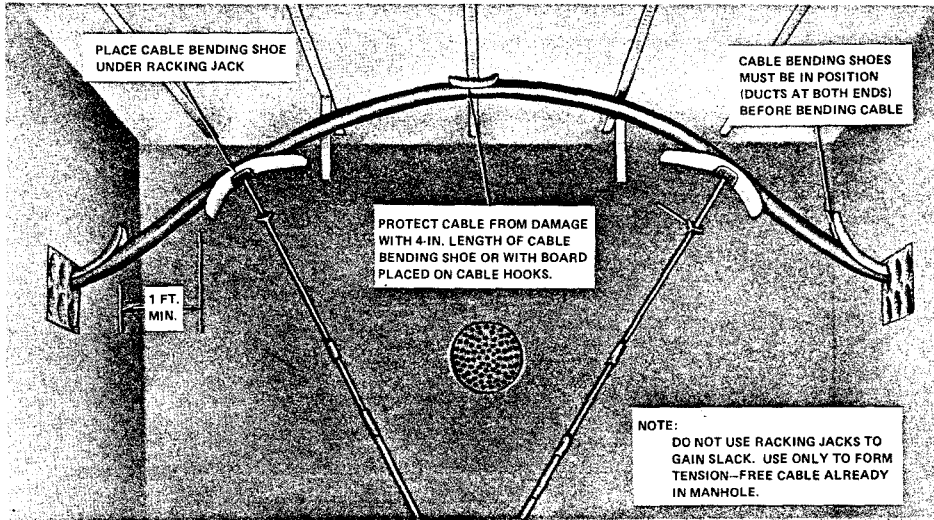 PLACE CABLE BENDING SHOE
UNDER RACKING JACK
CABLE BENDING SHOES
MUST BE IN POSITION
(DUCTS AT BOTH ENDS)
BEFORE BENDING CABLE
PROTECT CABLE FROM DAMAGE
WITH 4-IN. LENGTH OF CABLE
BENDING SHOE OR WITH BOARD
PLACED ON CABLE HOOKS.
1 FT.
MIN.
NOTE:
DO NOT USE RACKING JACKS TO
GAIN SLACK. USE ONLY TO FORM
TENSION—FREE CABLE ALREADY
IN MANHOLE.